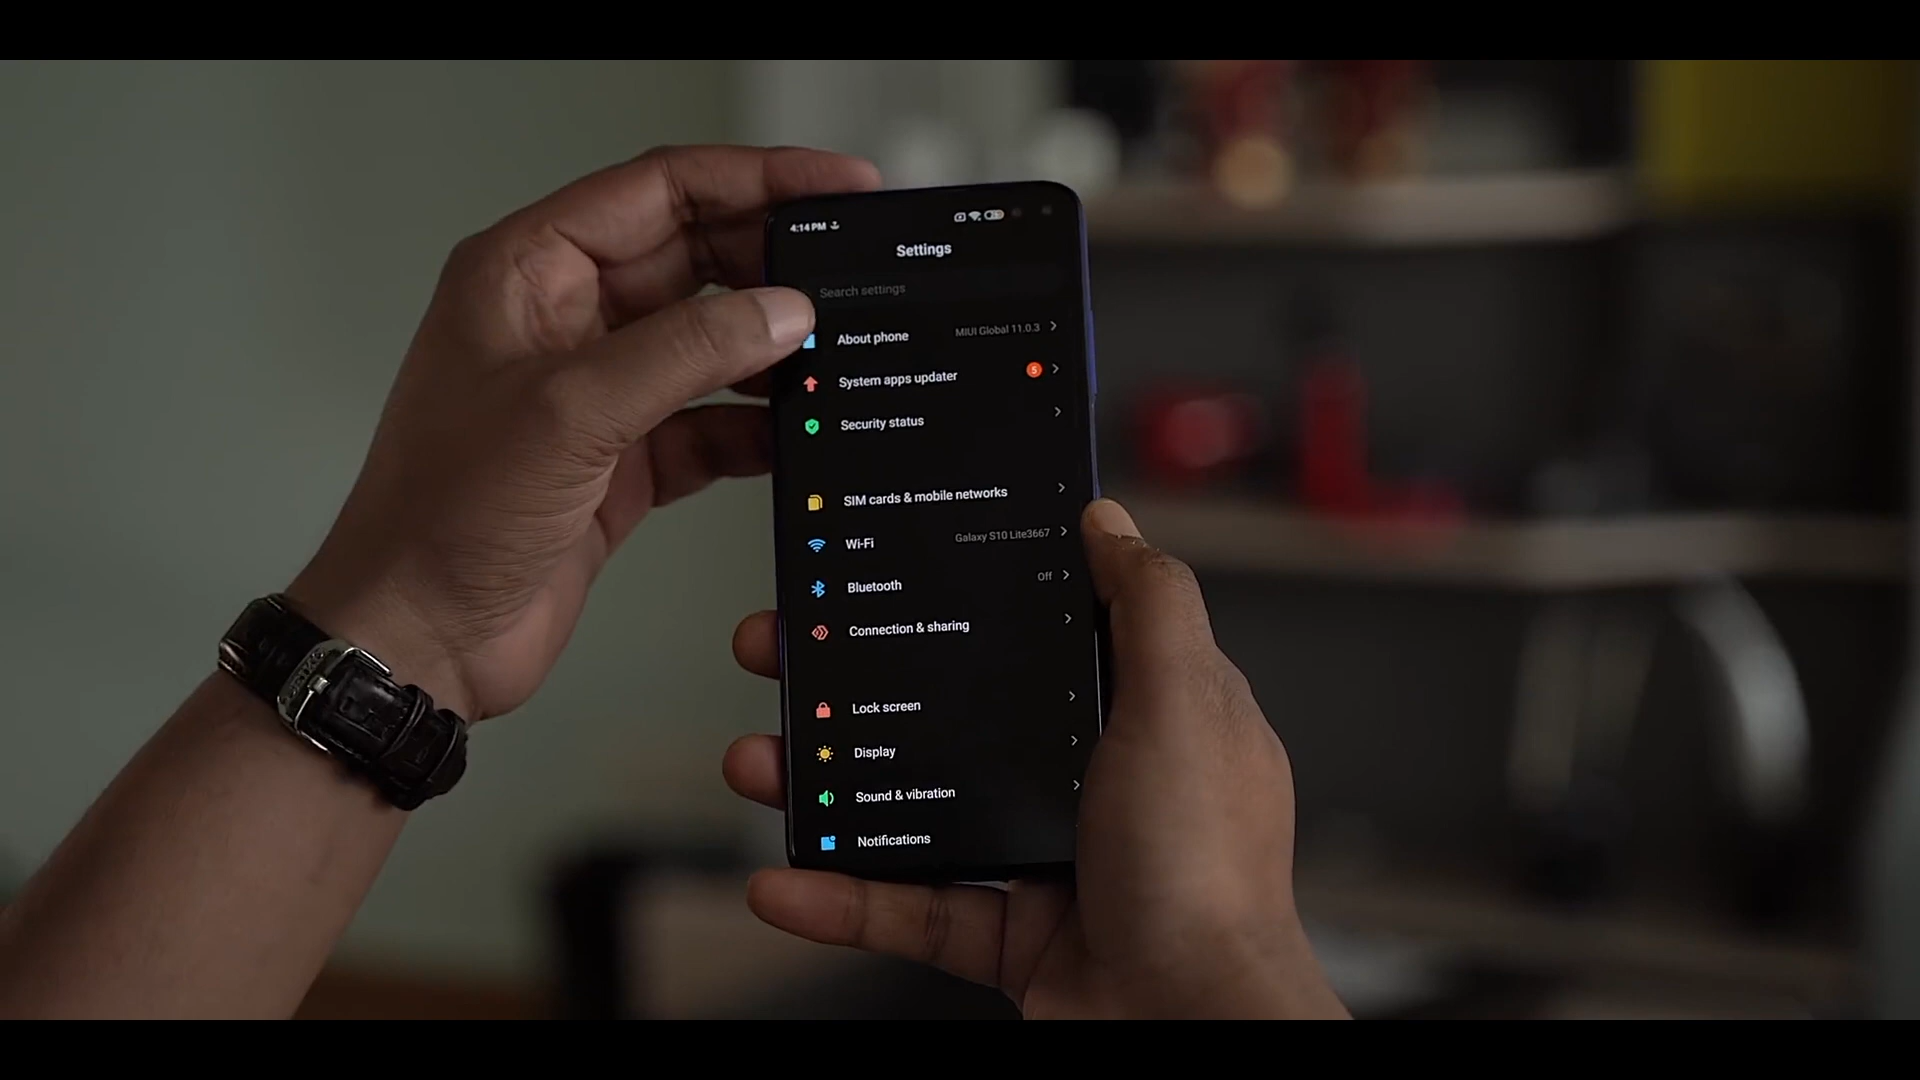 4:14 PM
Settings
Search settings
About phone MIUI Global 11.0.3
System apps updater 5
Security status
SIM cards & mobile networks
Wi-Fi Galaxy S10 Lite3667
Bluetooth Off
Connection & sharing
Lock screen
Display
Sound & vibration
Notifications
SEIKO